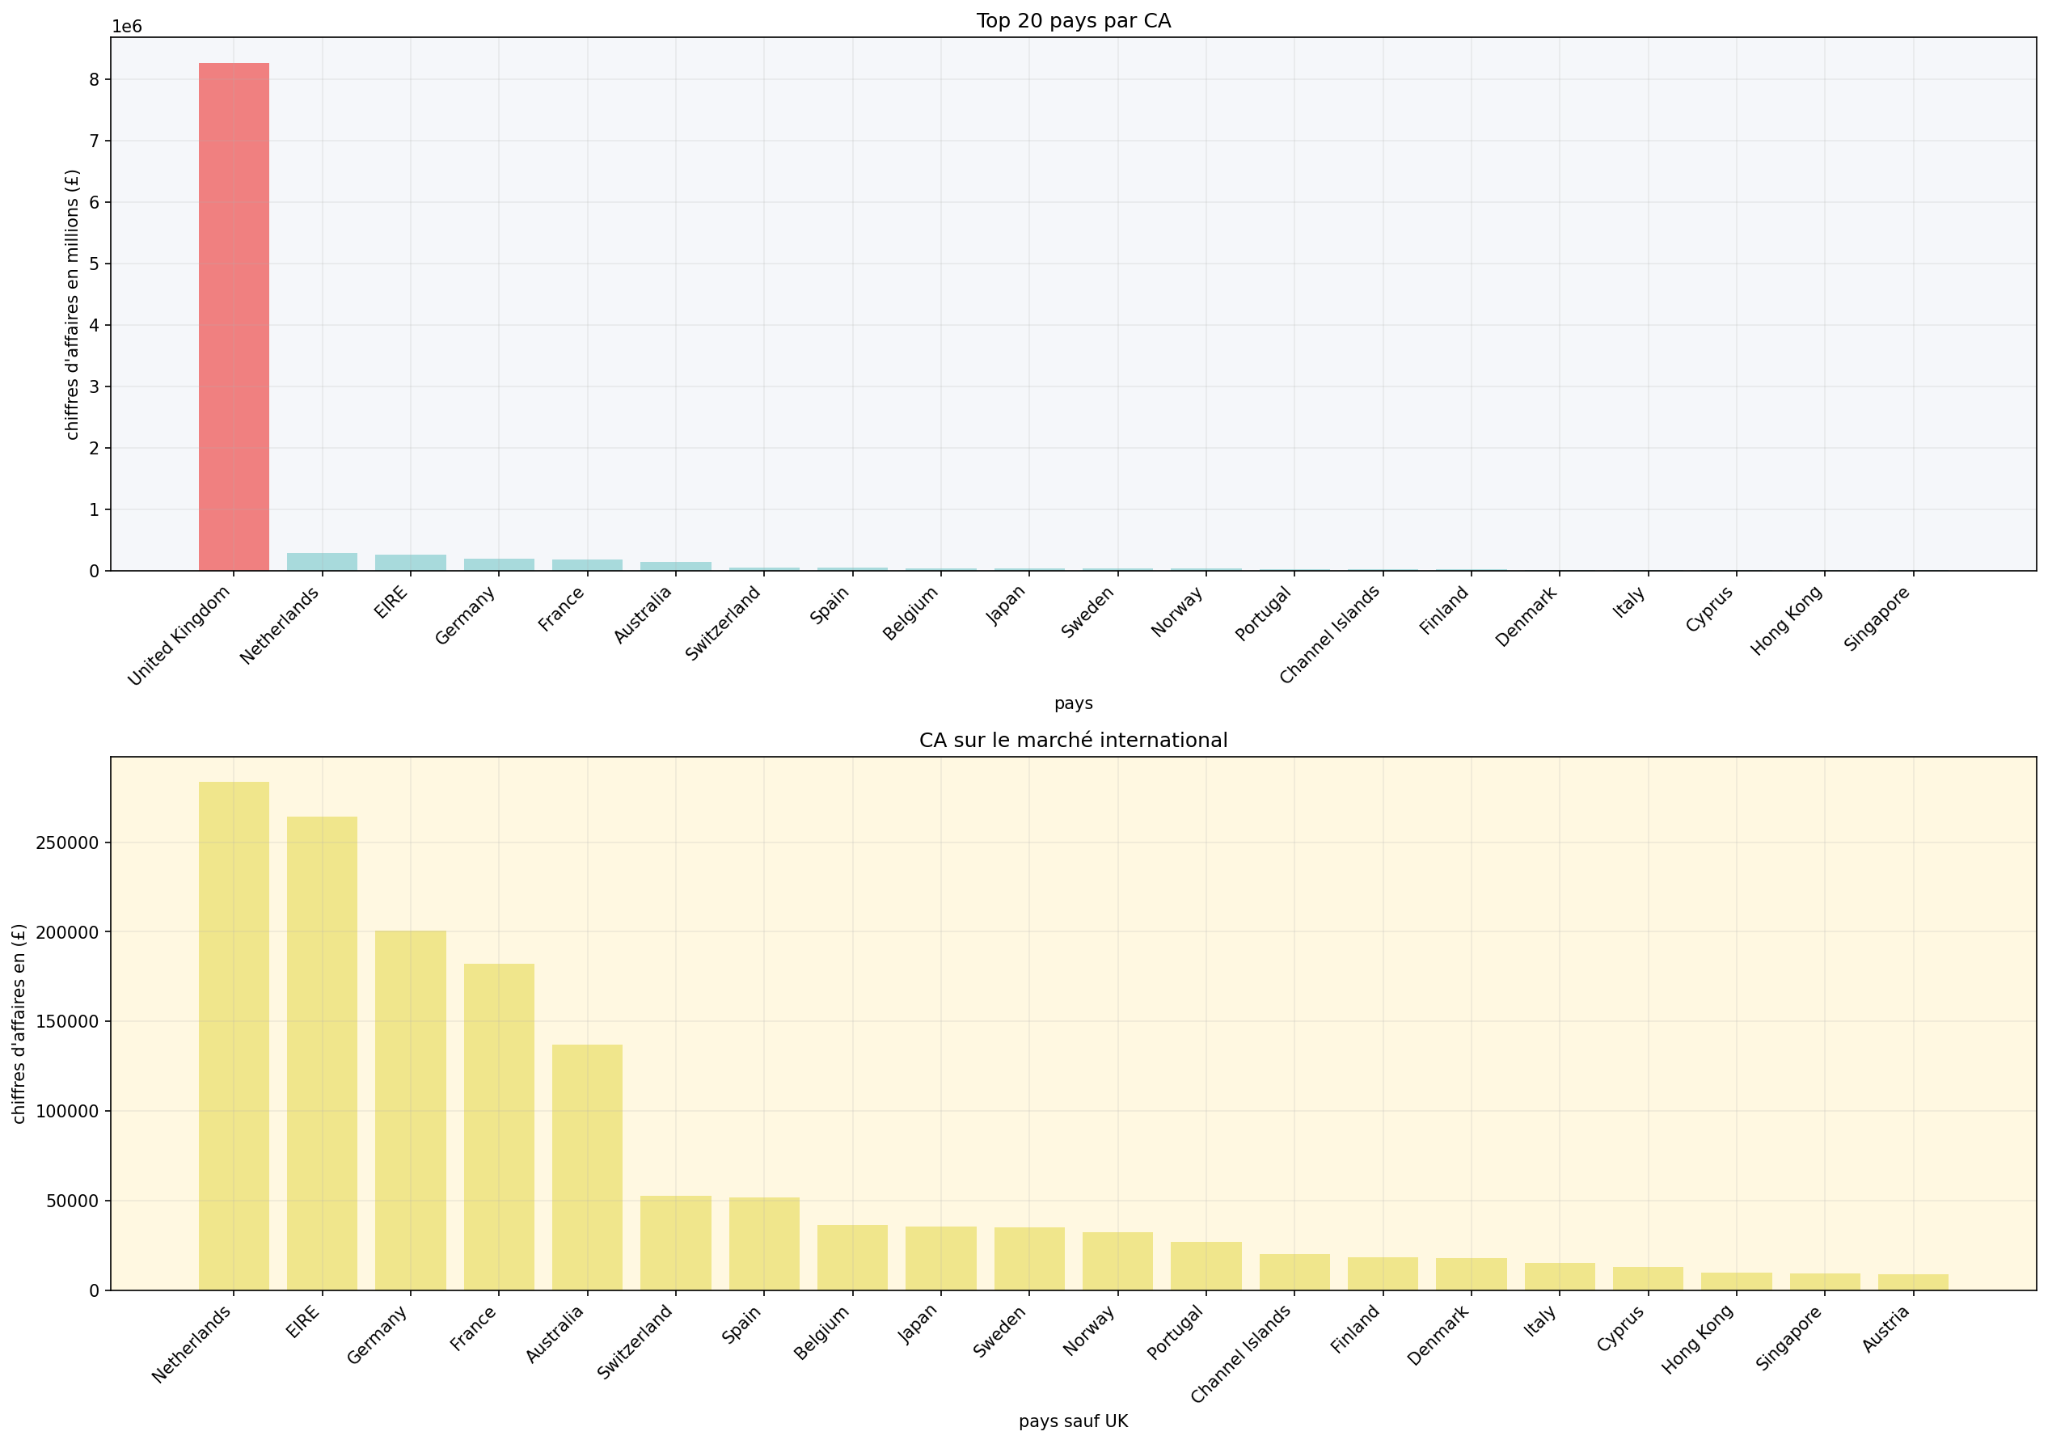 Top 20 pays par CA
1e6
8
7
6
5
4
3
2
1
0
chiffres d'affaires en millions (£)
United Kingdom
Netherlands
EIRE
Germany
France
Australia
Switzerland
Spain
Belgium
Japan
Sweden
Norway
Portugal
Channel Islands
Finland
Denmark
Italy
Cyprus
Hong Kong
Singapore
pays
CA sur le marché international
250000
200000
150000
100000
50000
0
chiffres d'affaires en (£)
Netherlands
EIRE
Germany
France
Australia
Switzerland
Spain
Belgium
Japan
Sweden
Norway
Portugal
Channel Islands
Finland
Denmark
Italy
Cyprus
Hong Kong
Singapore
Austria
pays sauf UK